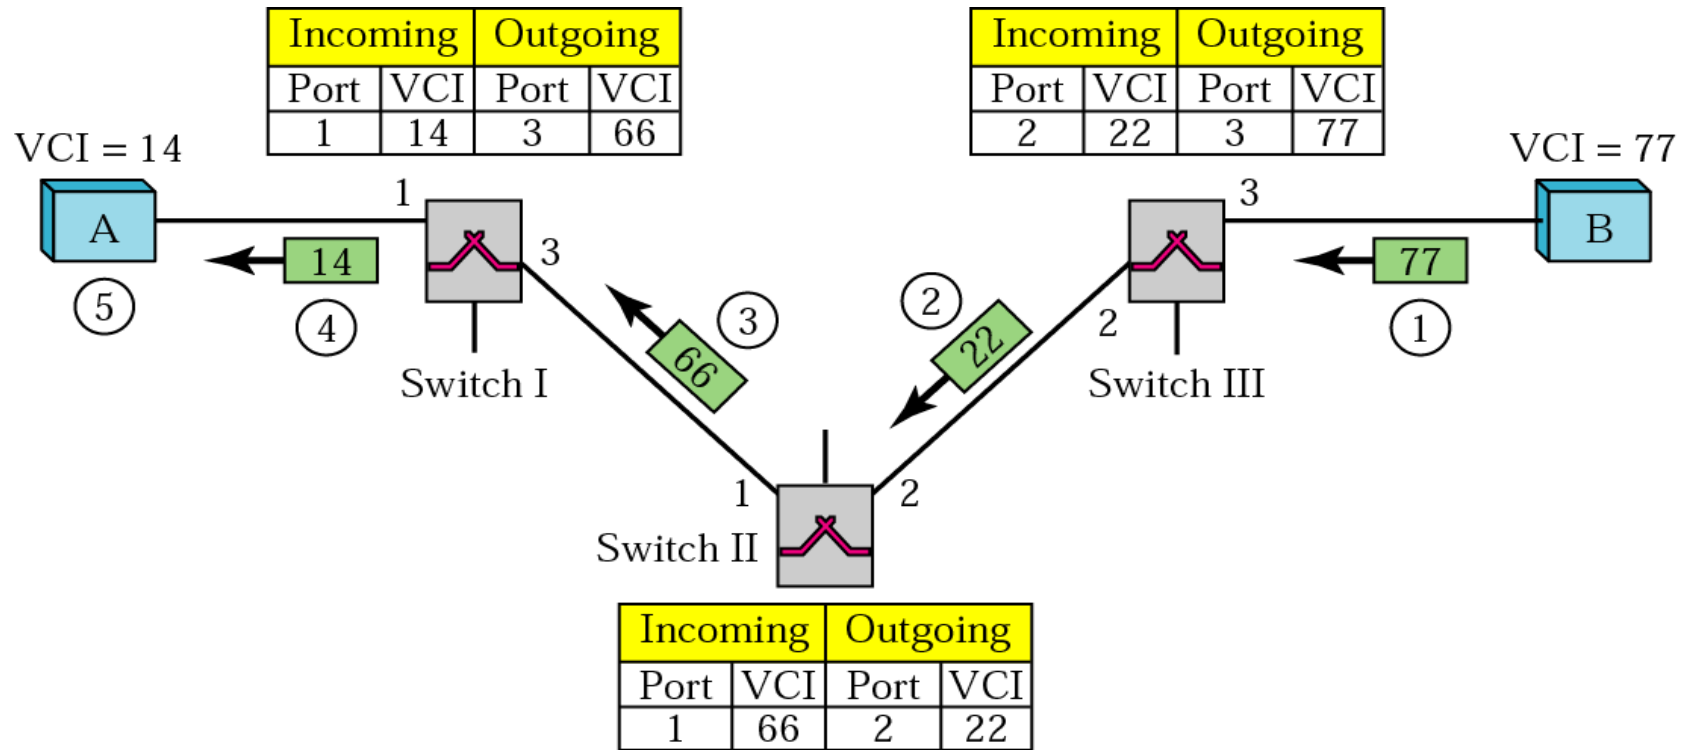 Incoming Outgoing
Port VCI Port VCI
1 14 3 66
Incoming Outgoing
Port VCI Port VCI
2 22 3 77
VCI = 14
VCI = 77
A
1
3
14
5
4
Switch I
66
3
2
22
3
2
Switch III
B
77
1
1
2
Switch II
Incoming Outgoing
Port VCI Port VCI
1 66 2 22